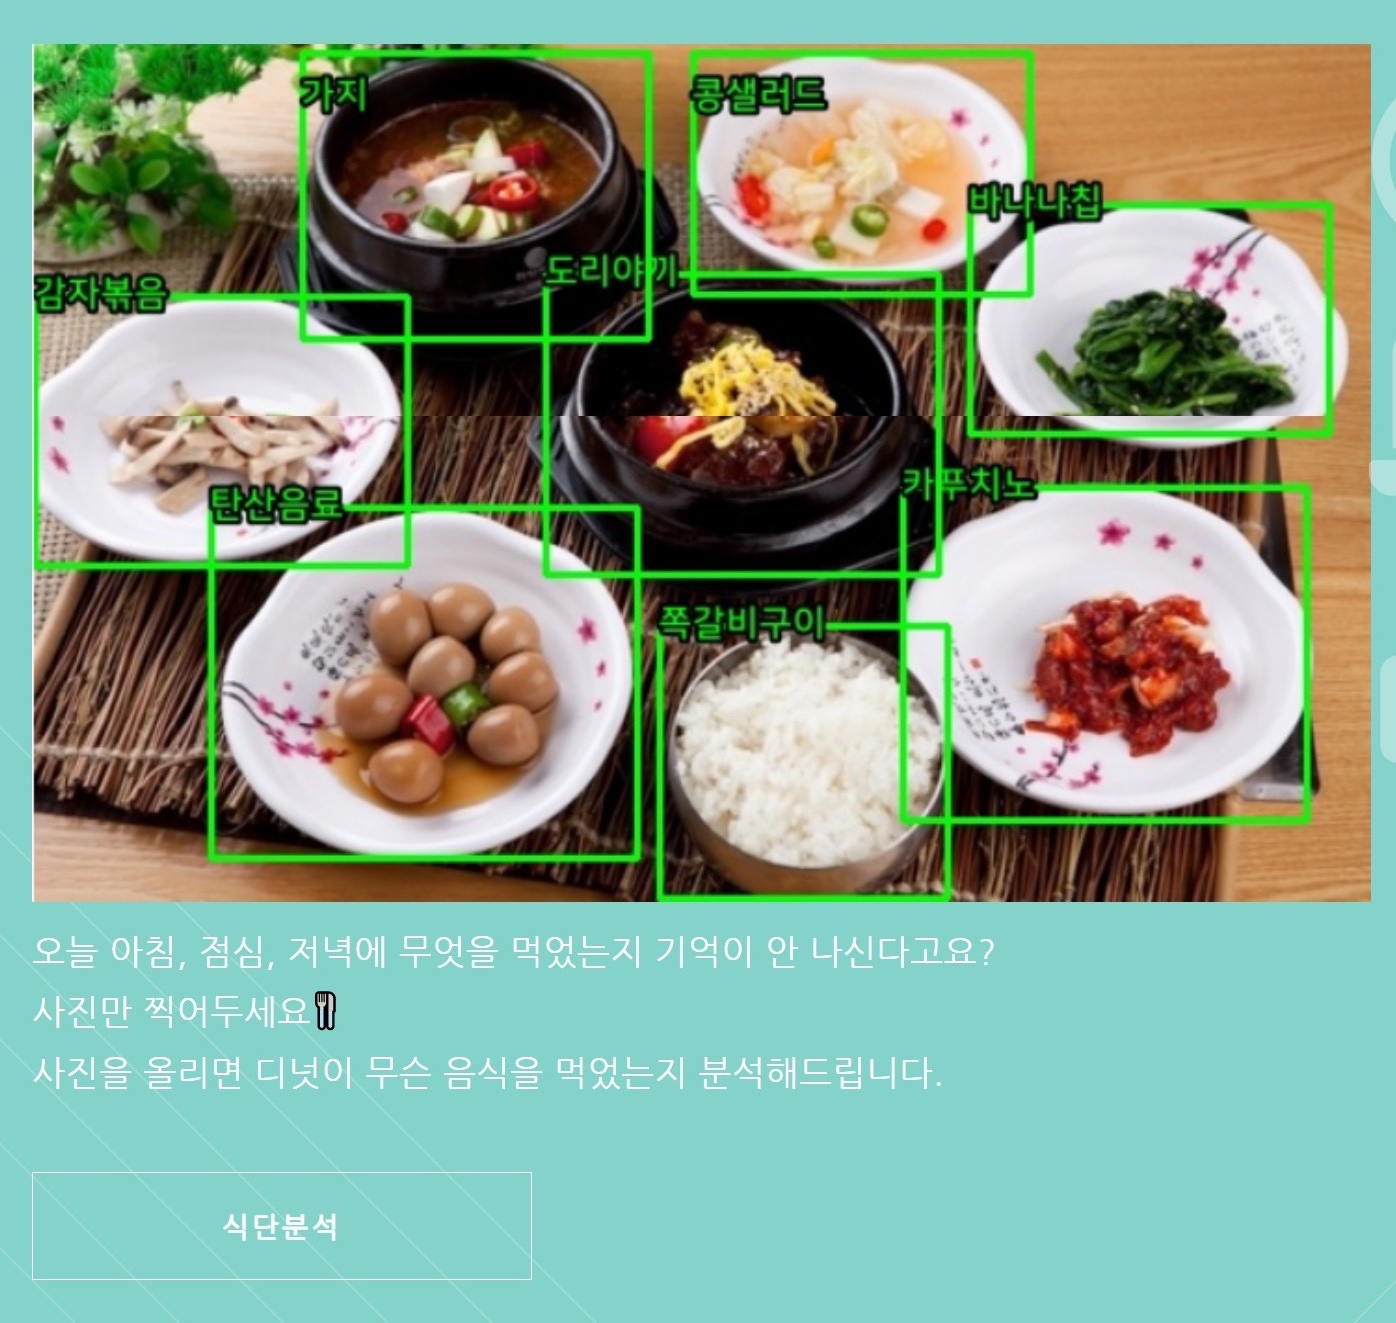 가지
콩샐러드
바나나칩
도리야끼
감자볶음
카푸치노
탄산음료
쪽갈비구이
오늘 아침, 점심, 저녁에 무엇을 먹었는지 기억이 안 나신다고요?
사진만 찍어두세요🍴
사진을 올리면 디넛이 무슨 음식을 먹었는지 분석해드립니다.
식단분석